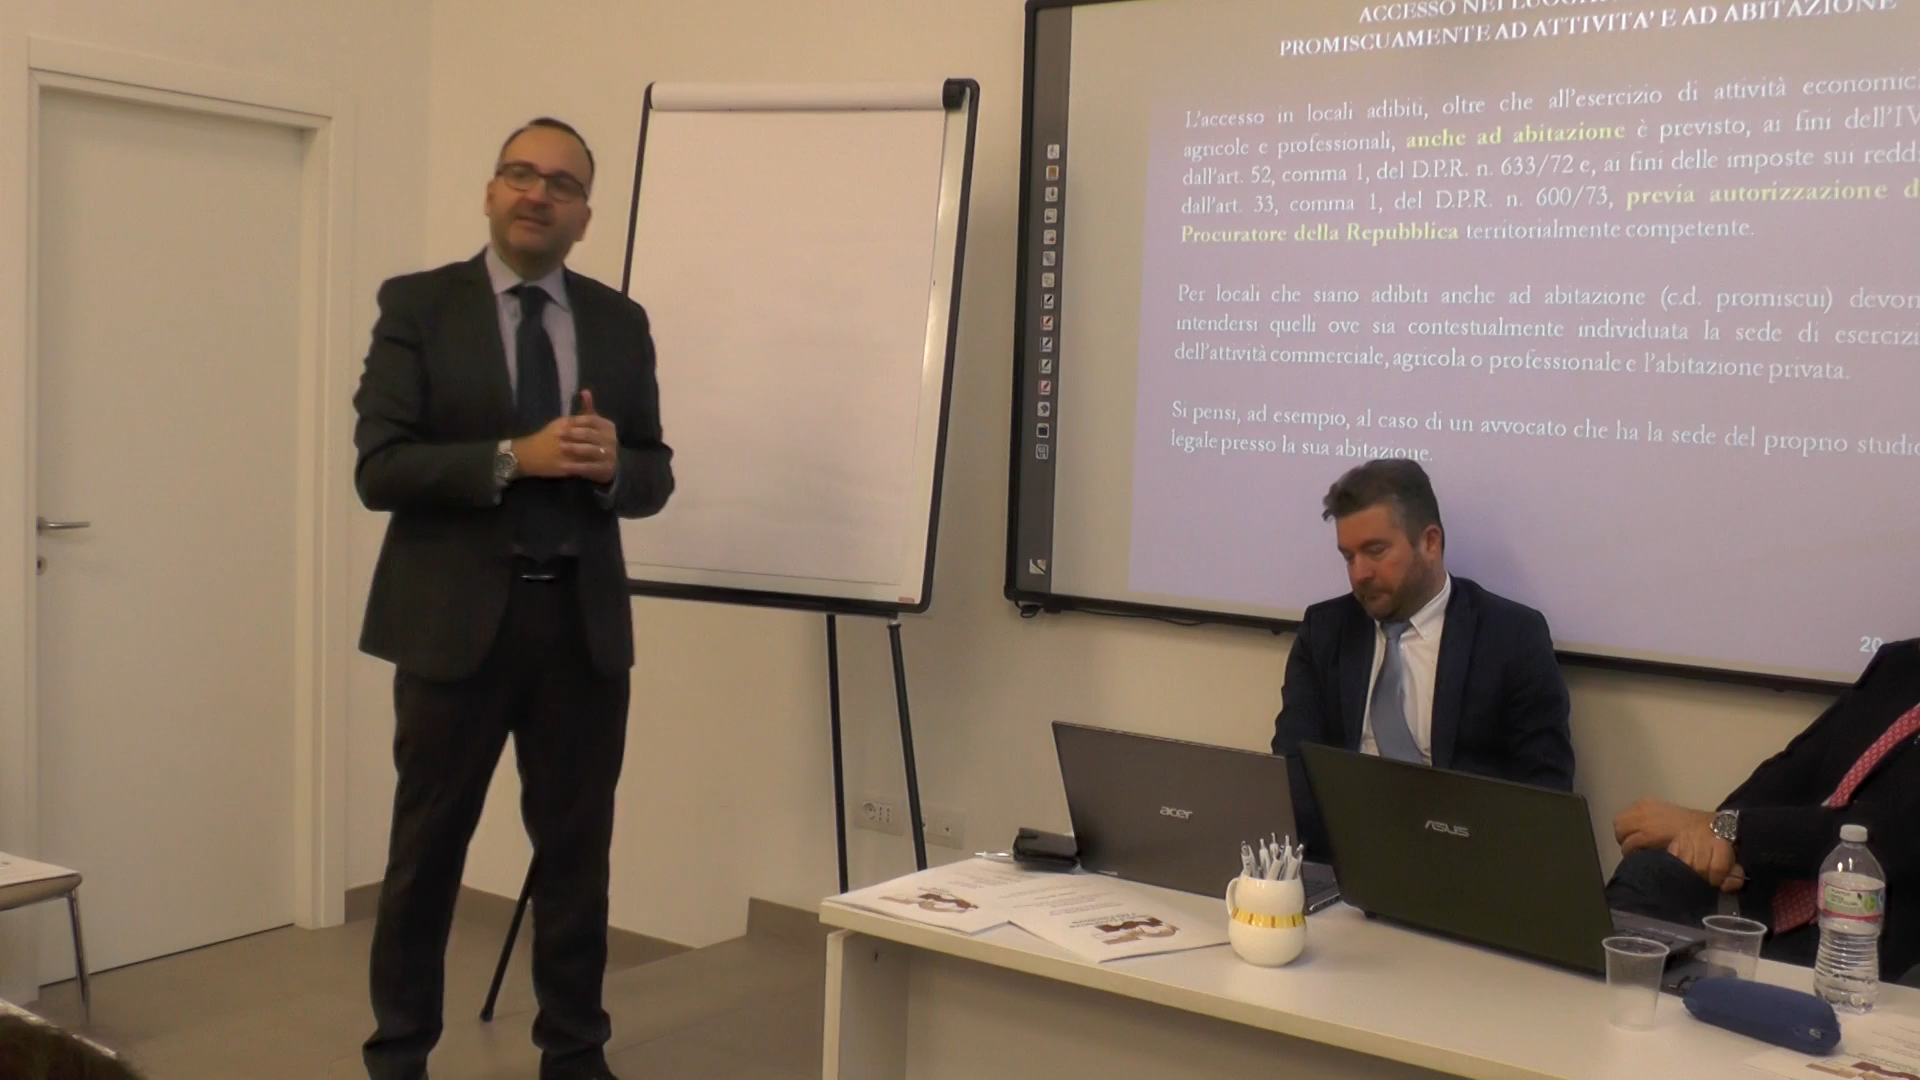 ACCESSO NEI
PROMISCUAMENTE AD ATTIVITA' E AD ABITAZIONE
L'accesso in locali adibiti, oltre che all'esercizio di attività economic
agricole e professionali, anche ad abitazione è previsto, ai fini dell'IV
dall'art. 52, comma 1, del D.P.R. n. 633/72 e, ai fini delle imposte sui redd
dall'art. 33, comma 1, del D.P.R. n. 600/73, previa autorizzazione d
Procuratore della Repubblica territorialmente competente.
Per locali che siano adibiti anche ad abitazione (c.d. promiscui) devon
intendersi quelli ove sia contestualmente individuata la sede di esercizi
dell'attività commerciale, agricola o professionale e l'abitazione privata.
Si pensi, ad esempio, al caso di un avvocato che ha la sede del proprio studio
legale presso la sua abitazione.
20
acer
ASUS